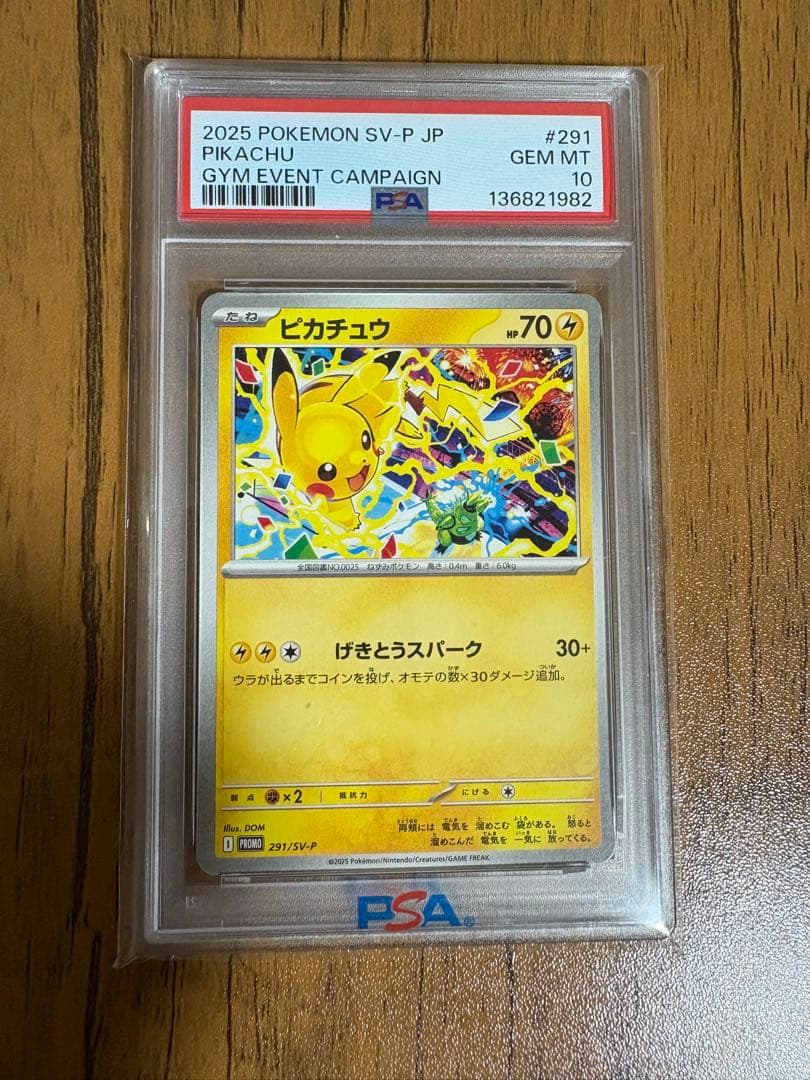 2025 POKEMON SV-P JP #291
PIKACHU GEM MT
GYM EVENT CAMPAIGN 10
PSA 136821982
たね ピカチュウ HP70
全国図鑑NO.0025 ねずみポケモン 高さ:0.4m 重さ:6.0kg
げきとうスパーク 30+
ウラが出るまでコインを投げ、オモテの数×30ダメージ追加。
弱点 ×2 抵抗力 にげる
Illus. DOM
両頬には 電気を 溜めこむ 袋がある。 怒ると
溜めこんだ 電気を 一気に 放ってくる。
I PROMO 291/SV-P
©2025 Pokémon/Nintendo/Creatures/GAME FREAK.
PSA®